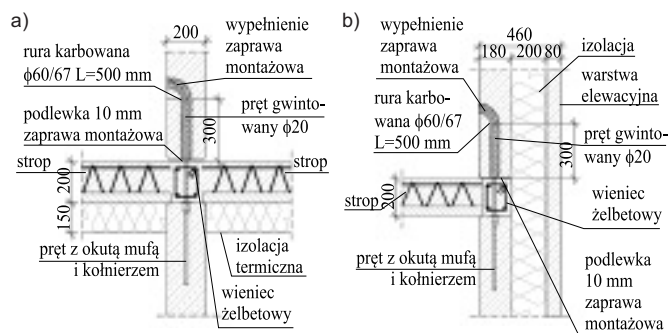 a)
200
wypełnienie
zaprawa
montażowa
rura karbowana
ϕ60/67 L=500 mm
podlewka 10 mm
zaprawa montażowa
300
pręt gwinto-
wany ϕ20
strop
strop
200
150
pręt z okutą mufą
i kołnierzem
izolacja
termiczna
wieniec
żelbetowy
b)
460
180
200
80
wypełnienie
zaprawa
montażowa
izolacja
warstwa
elewacyjna
rura karbo-
wana ϕ60/67
L=500 mm
pręt gwinto-
wany ϕ20
300
200
strop
wieniec
żelbetowy
pręt z okutą mufą
i kołnierzem
podlewka
10 mm
zaprawa
montażowa